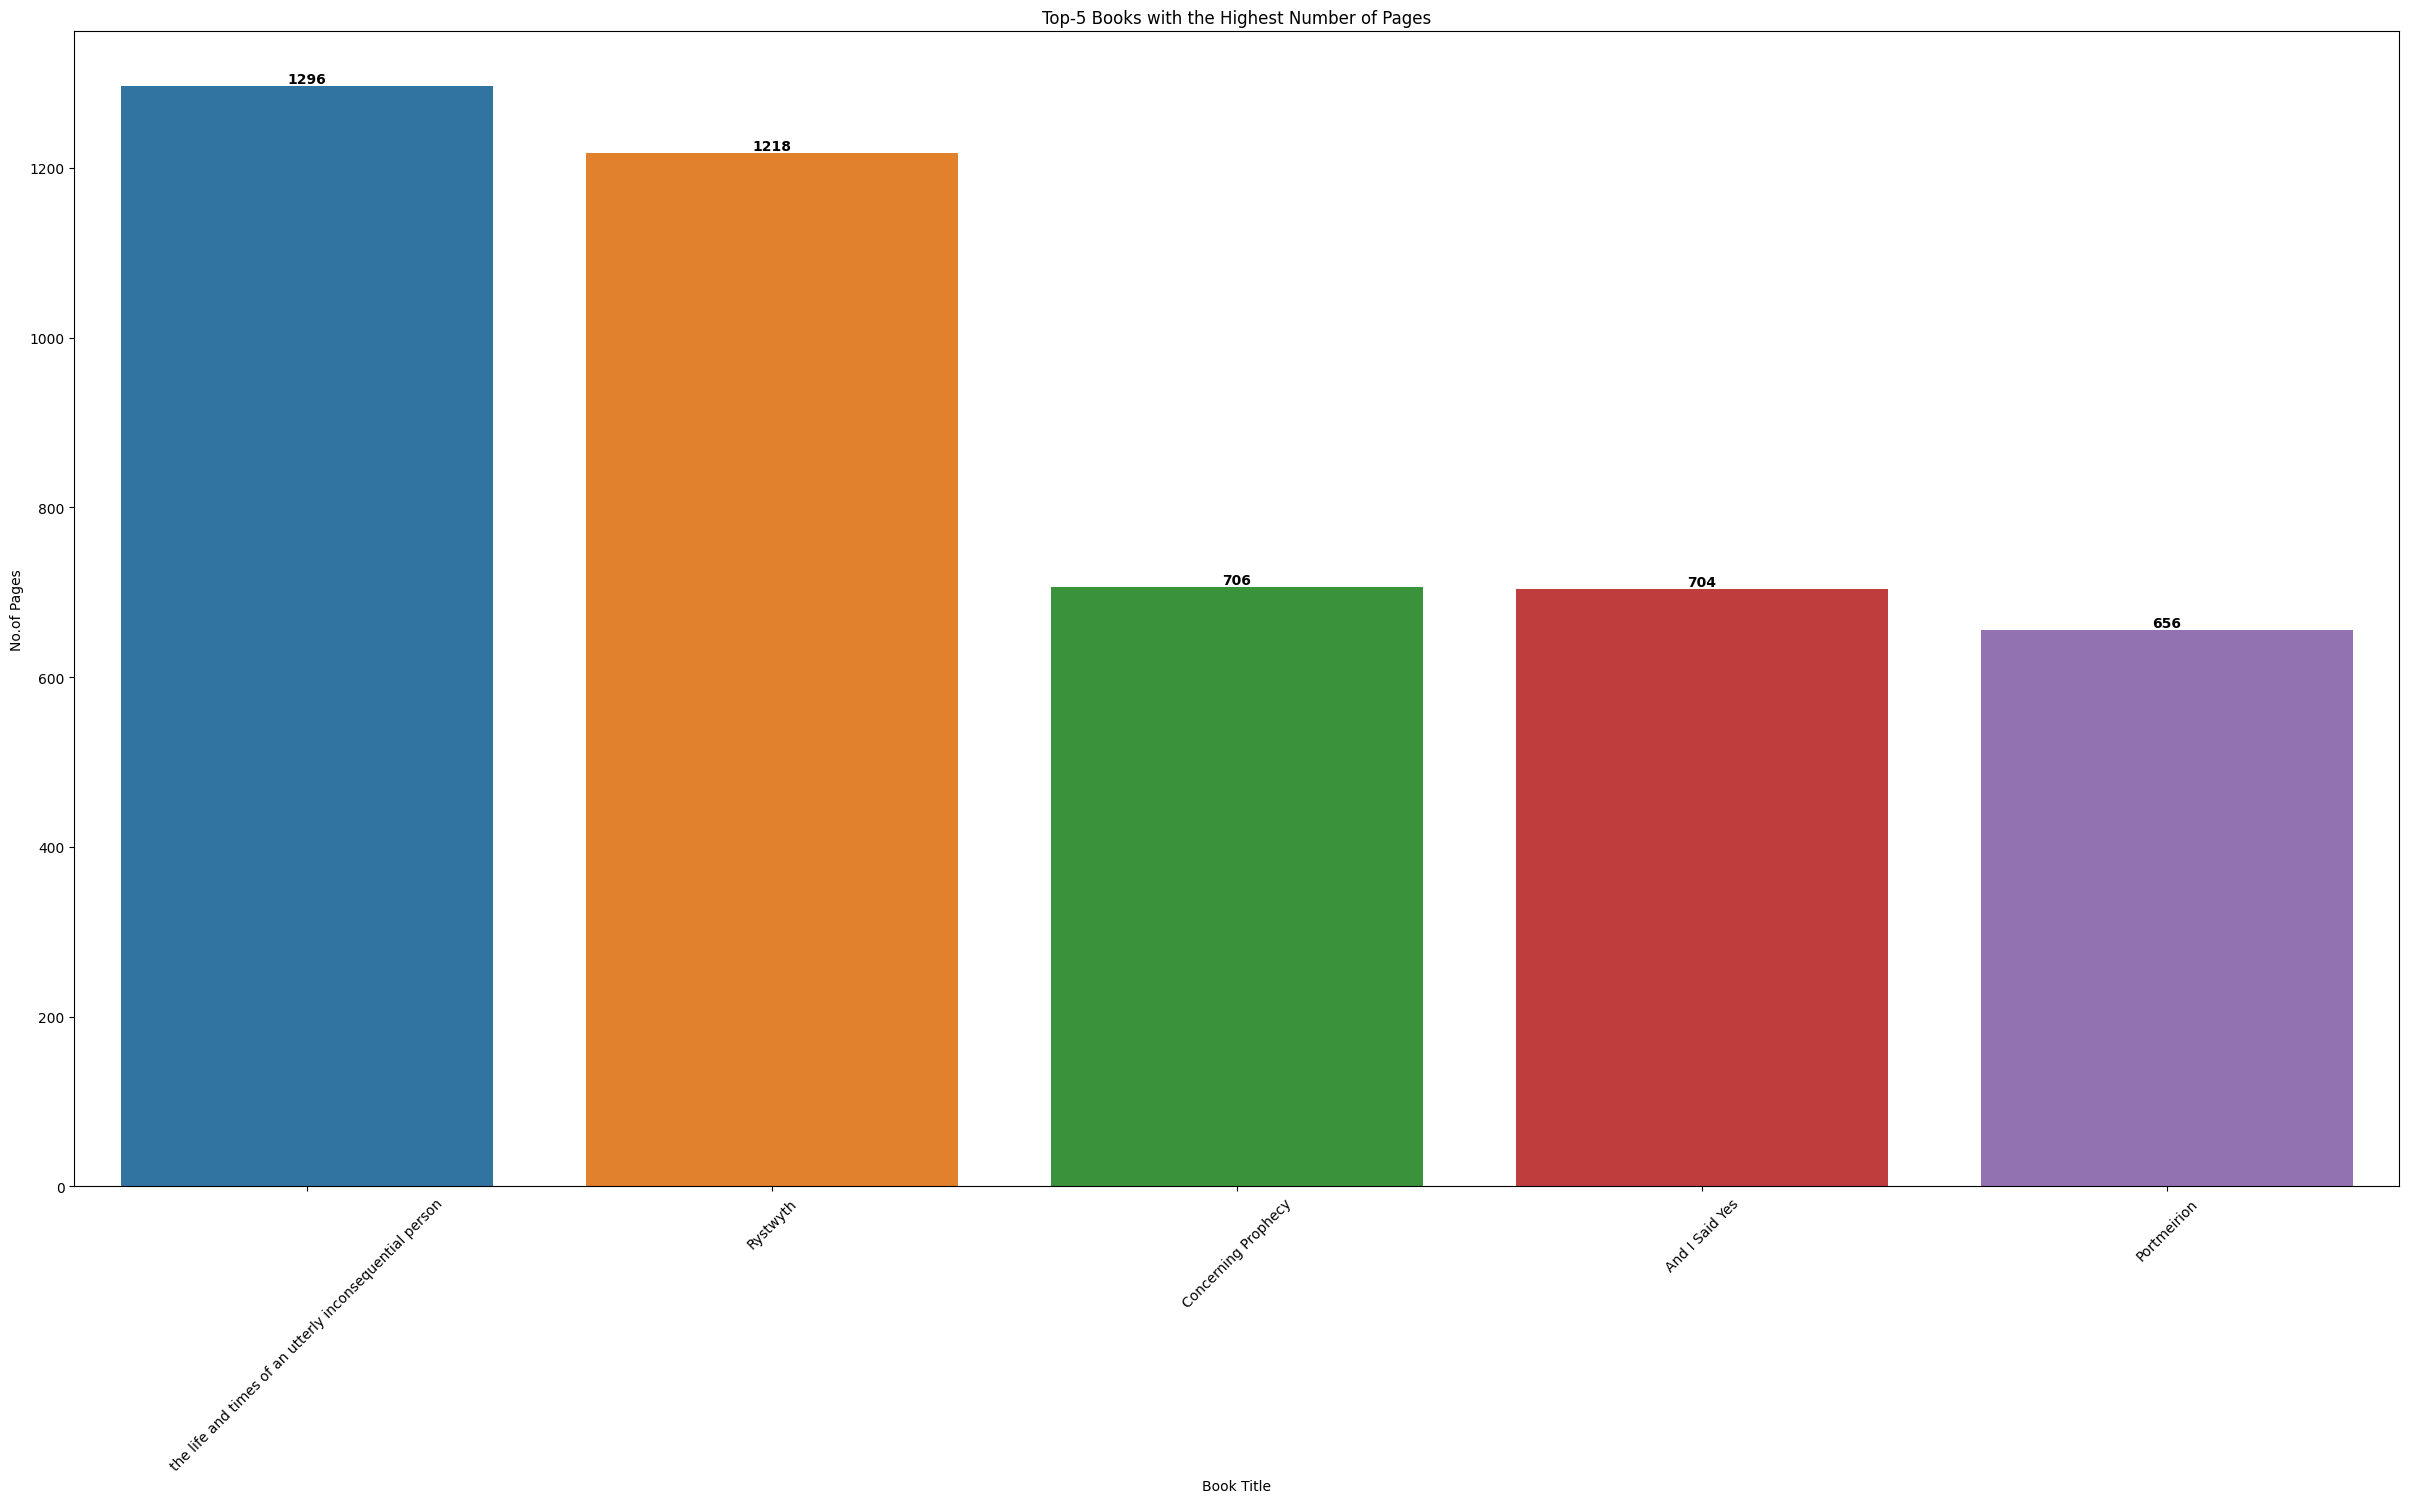 Top-5 Books with the Highest Number of Pages
No.of Pages
1200
1000
800
600
400
200
0
1296
1218
706
704
656
the life and times of an utterly inconsequential person
Rystwyth
Concerning Prophecy
And I Said Yes
Portmeirion
Book Title